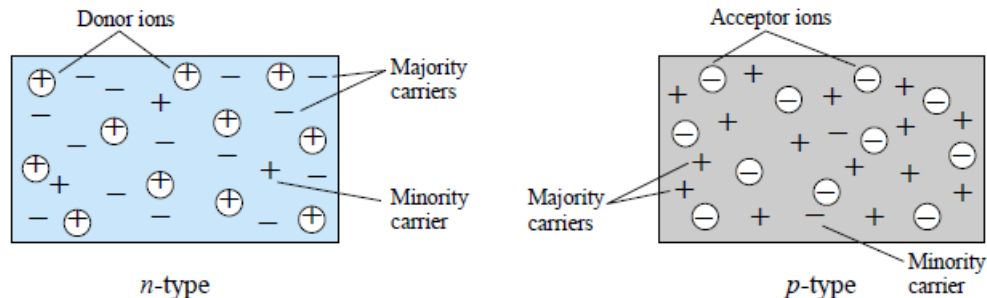 Donor ions
Majority
carriers
Minority
carrier
n-type
Acceptor ions
Majority
carriers
Minority
carrier
p-type